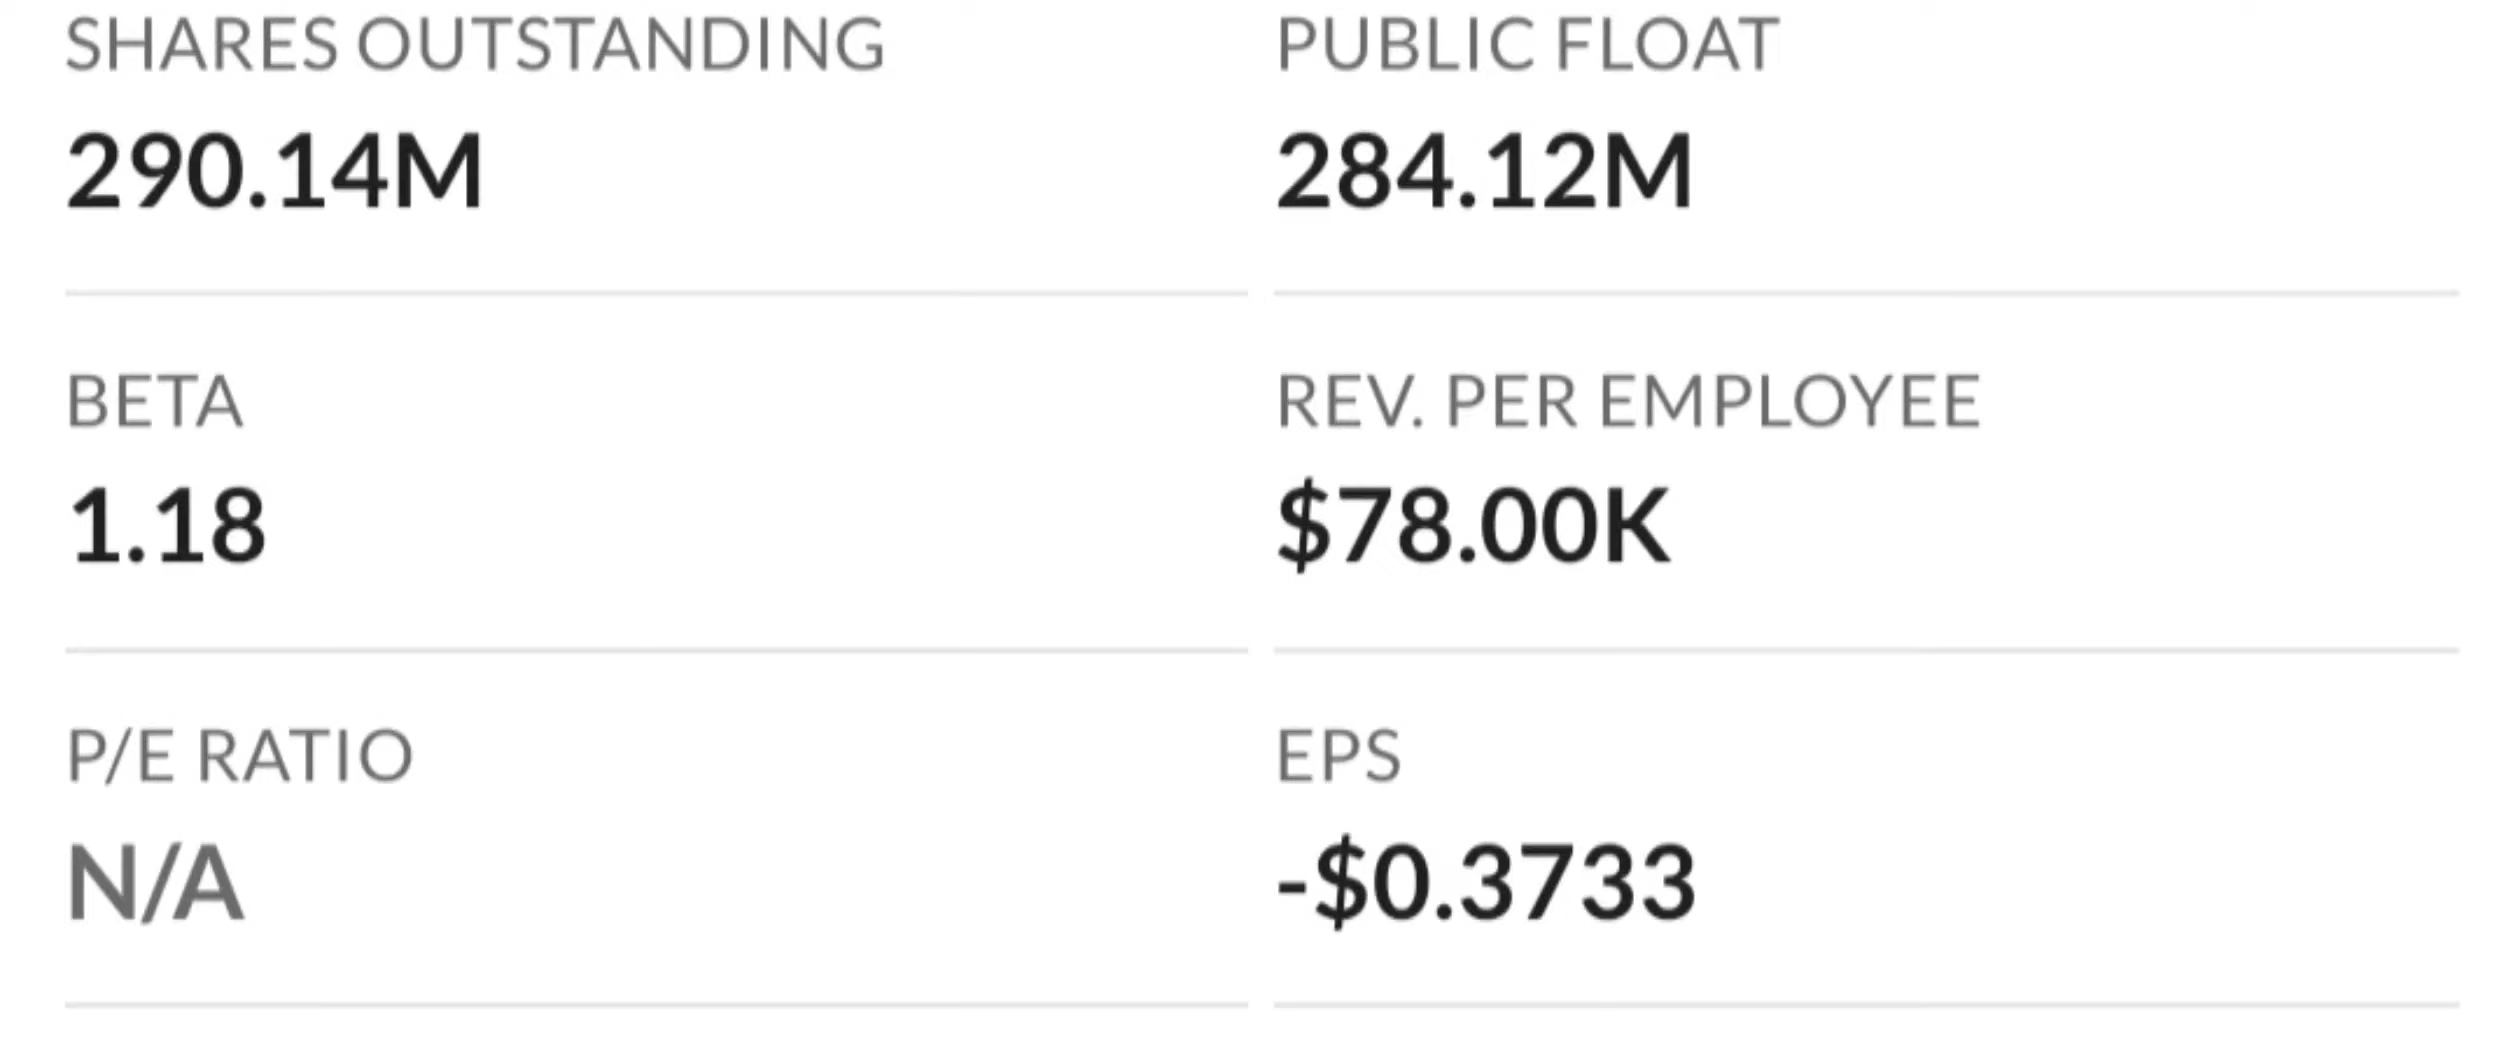 SHARES OUTSTANDING
290.14M
PUBLIC FLOAT
284.12M
BETA
1.18
REV. PER EMPLOYEE
$78.00K
P/E RATIO
N/A
EPS
-$0.3733